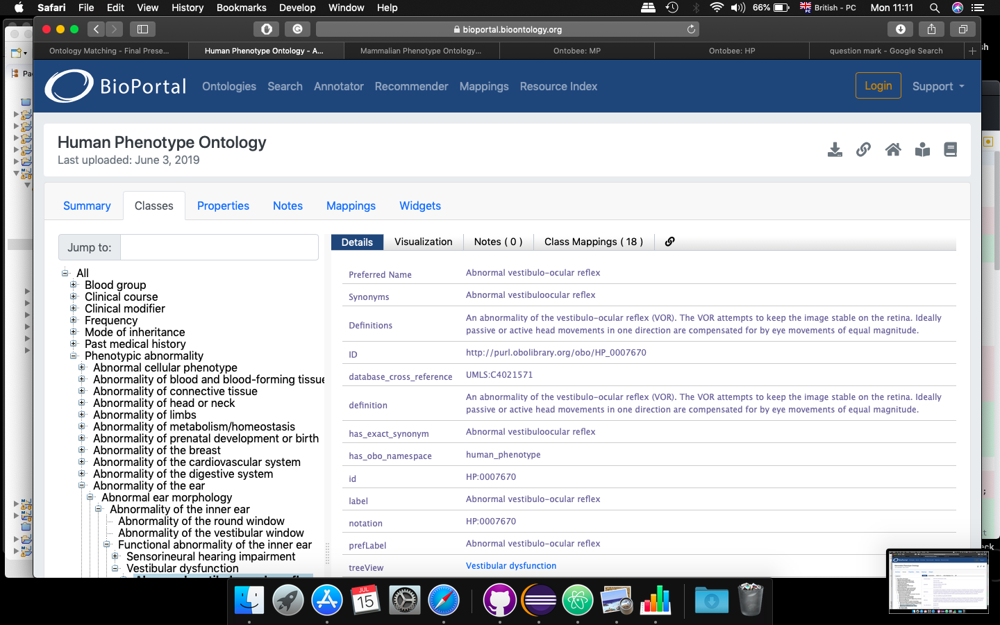 Safari File Edit View History Bookmarks Develop Window Help 66% British - PC Mon 11:11
bioportal.bioontology.org
Ontology Matching - Final Prese... Human Phenotype Ontology - A... Mammalian Phenotype Ontology... Ontobee: MP Ontobee: HP question mark - Google Search
BioPortal Ontologies Search Annotator Recommender Mappings Resource Index Login Support
Human Phenotype Ontology
Last uploaded: June 3, 2019
Summary Classes Properties Notes Mappings Widgets
Jump to:
All
Blood group
Clinical course
Clinical modifier
Frequency
Mode of inheritance
Past medical history
Phenotypic abnormality
Abnormal cellular phenotype
Abnormality of blood and blood-forming tissue
Abnormality of connective tissue
Abnormality of head or neck
Abnormality of limbs
Abnormality of metabolism/homeostasis
Abnormality of prenatal development or birth
Abnormality of the breast
Abnormality of the cardiovascular system
Abnormality of the digestive system
Abnormality of the ear
Abnormal ear morphology
Abnormality of the inner ear
Abnormality of the round window
Abnormality of the vestibular window
Functional abnormality of the inner ear
Sensorineural hearing impairment
Vestibular dysfunction
Details Visualization Notes ( 0 ) Class Mappings ( 18 )
Preferred Name Abnormal vestibulo-ocular reflex
Synonyms Abnormal vestibuloocular reflex
Definitions An abnormality of the vestibulo-ocular reflex (VOR). The VOR attempts to keep the image stable on the retina. Ideally
passive or active head movements in one direction are compensated for by eye movements of equal magnitude.
ID http://purl.obolibrary.org/obo/HP_0007670
database_cross_reference UMLS:C4021571
definition An abnormality of the vestibulo-ocular reflex (VOR). The VOR attempts to keep the image stable on the retina. Ideally
passive or active head movements in one direction are compensated for by eye movements of equal magnitude.
has_exact_synonym Abnormal vestibuloocular reflex
has_obo_namespace human_phenotype
id HP:0007670
label Abnormal vestibulo-ocular reflex
notation HP:0007670
prefLabel Abnormal vestibulo-ocular reflex
treeView Vestibular dysfunction
JUL
15